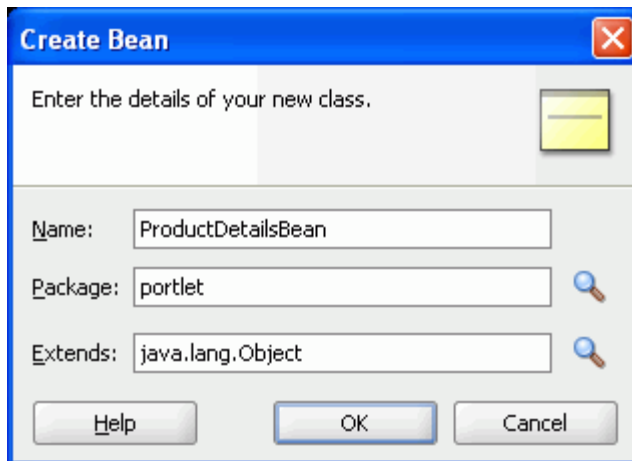 Create Bean
Enter the details of your new class.
Name: ProductDetailsBean
Package: portlet
Extends: java.lang.Object
Help OK Cancel